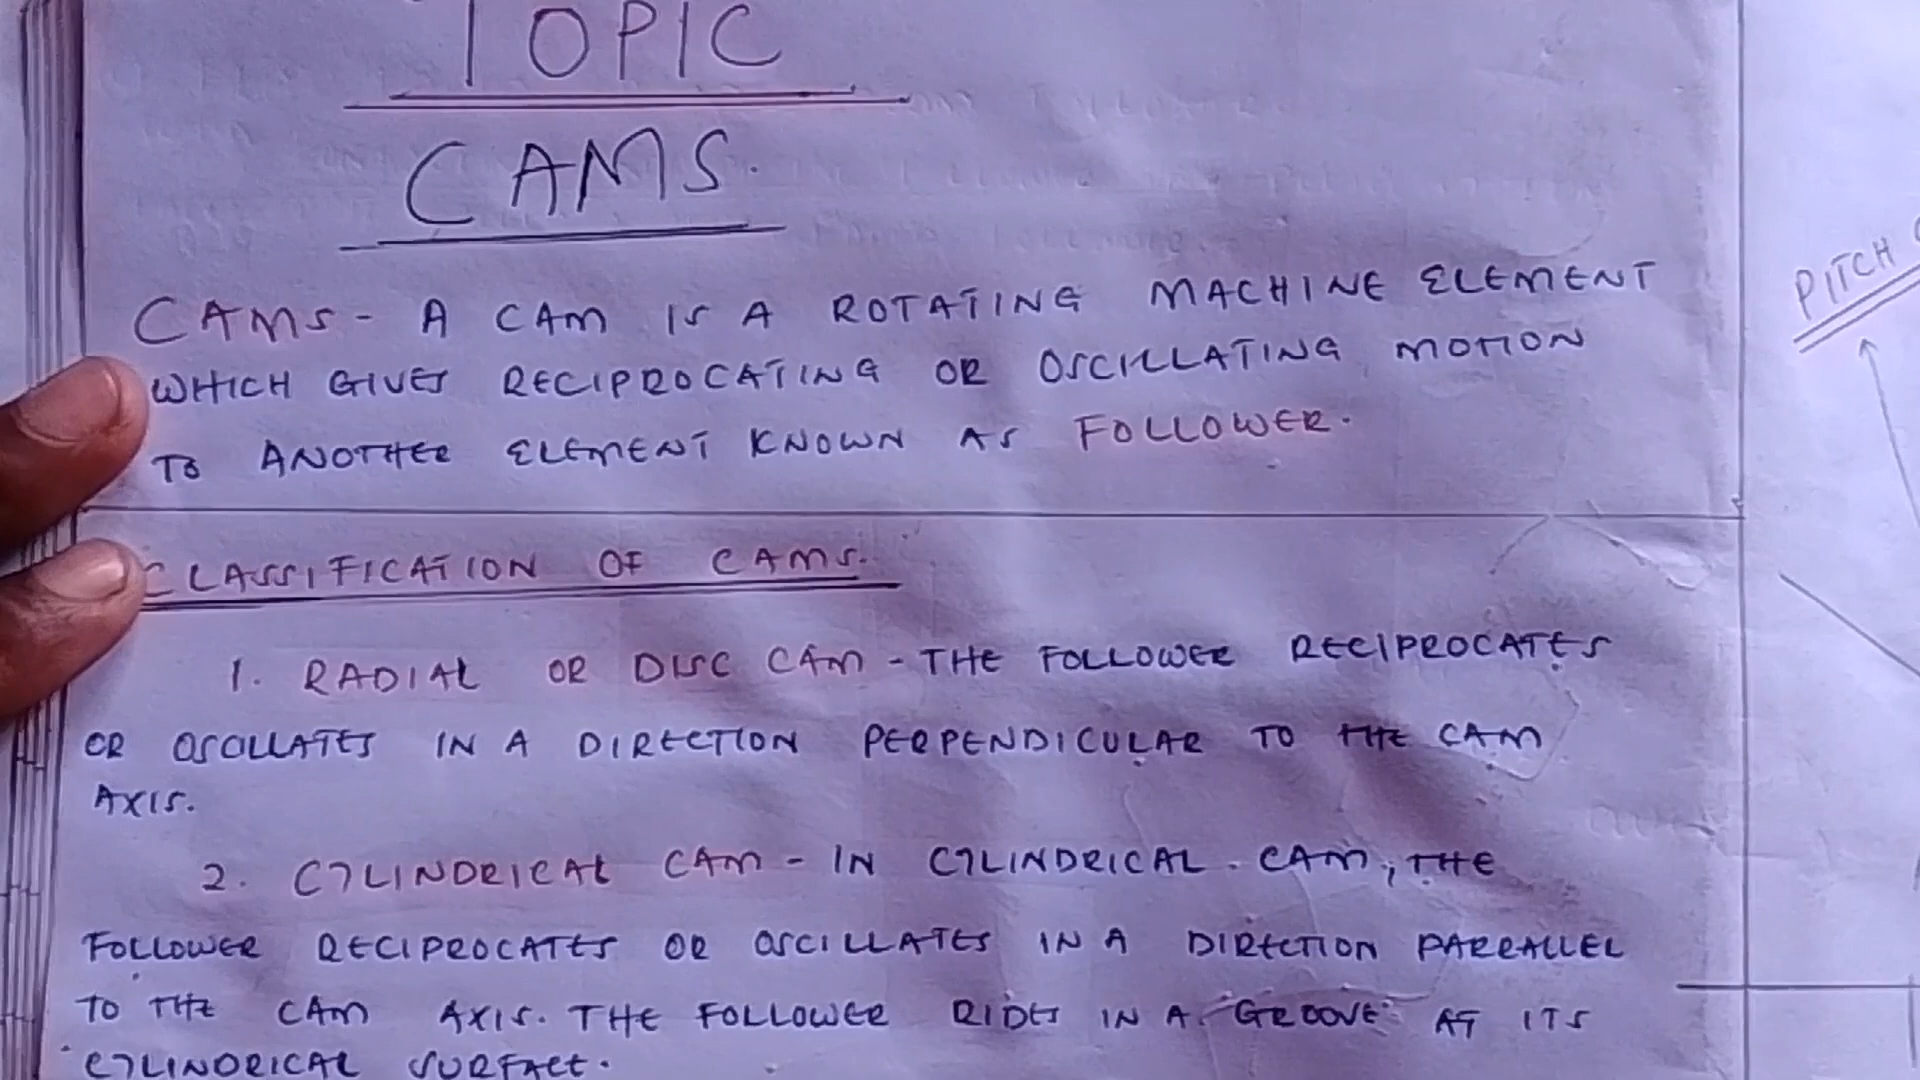 TOPIC
CAMS.
CAMS - A CAM IS A ROTATING MACHINE ELEMENT
WHICH GIVES RECIPROCATING OR OSCILLATING MOTION
TO ANOTHER ELEMENT KNOWN AS FOLLOWER.
CLASSIFICATION OF CAMS.
1. RADIAL OR DISC CAM - THE FOLLOWER RECIPROCATES
OR OSCILLATES IN A DIRECTION PERPENDICULAR TO THE CAM
AXIS.
2. CYLINDRICAL CAM - IN CYLINDRICAL CAM, THE
FOLLOWER RECIPROCATES OR OSCILLATES IN A DIRECTION PARRALLEL
TO THE CAM AXIS. THE FOLLOWER RIDES IN A GROOVE AT ITS
CYLINDRICAL SURFACE.
PITCH